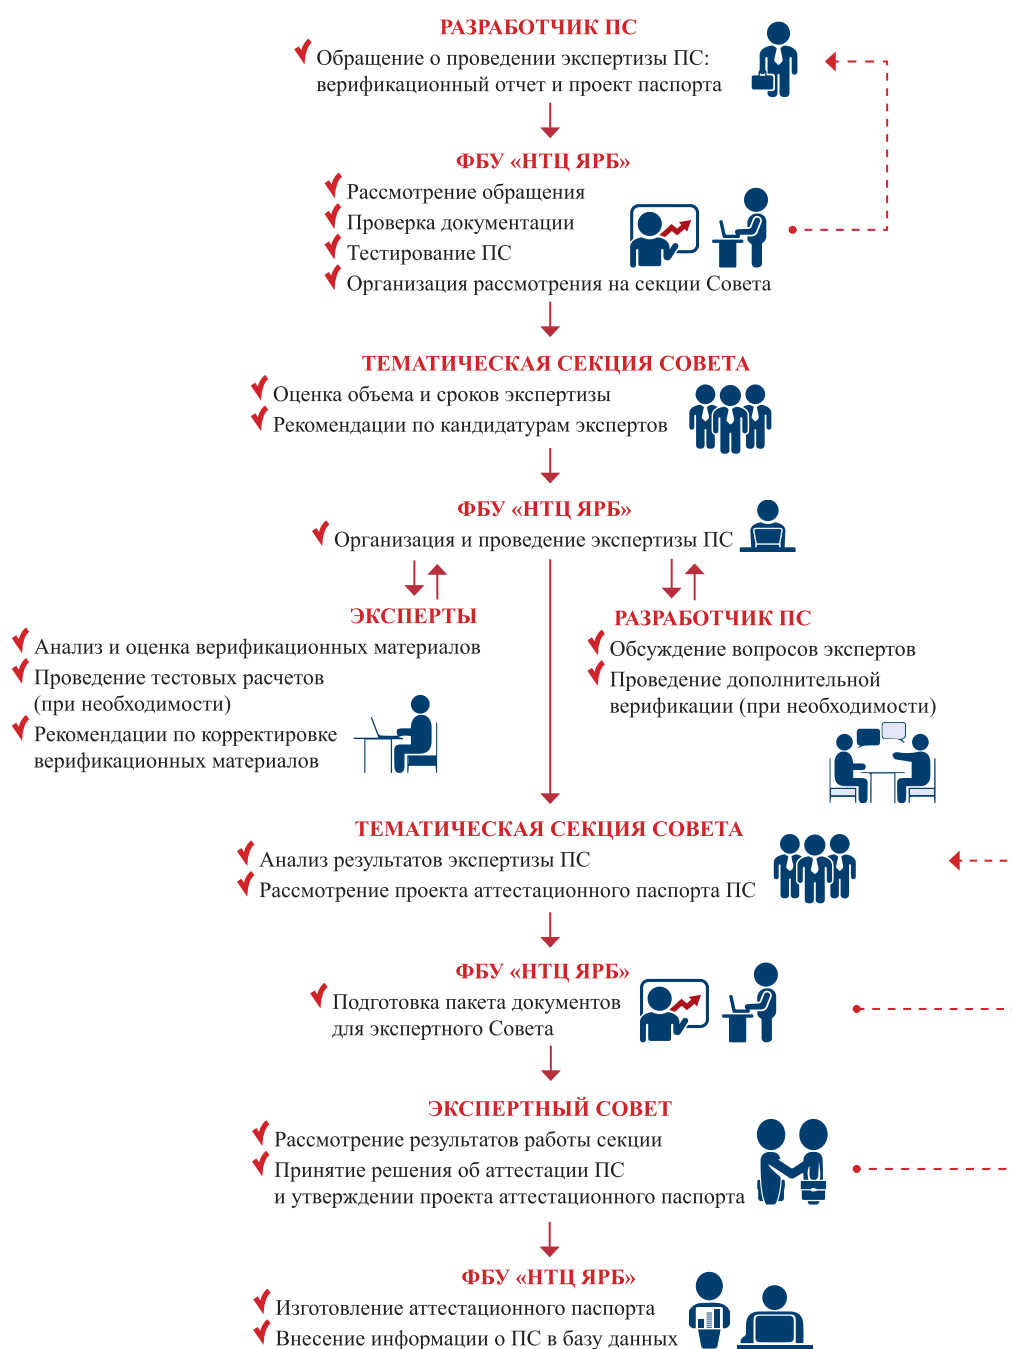 РАЗРАБОТЧИК ПС
Обращение о проведении экспертизы ПС:
верификационный отчет и проект паспорта
ФБУ «НТЦ ЯРБ»
Рассмотрение обращения
Проверка документации
Тестирование ПС
Организация рассмотрения на секции Совета
ТЕМАТИЧЕСКАЯ СЕКЦИЯ СОВЕТА
Оценка объема и сроков экспертизы
Рекомендации по кандидатурам экспертов
ФБУ «НТЦ ЯРБ»
Организация и проведение экспертизы ПС
ЭКСПЕРТЫ
Анализ и оценка верификационных материалов
Проведение тестовых расчетов
(при необходимости)
Рекомендации по корректировке
верификационных материалов
РАЗРАБОТЧИК ПС
Обсуждение вопросов экспертов
Проведение дополнительной
верификации (при необходимости)
ТЕМАТИЧЕСКАЯ СЕКЦИЯ СОВЕТА
Анализ результатов экспертизы ПС
Рассмотрение проекта аттестационного паспорта ПС
ФБУ «НТЦ ЯРБ»
Подготовка пакета документов
для экспертного Совета
ЭКСПЕРТНЫЙ СОВЕТ
Рассмотрение результатов работы секции
Принятие решения об аттестации ПС
и утверждении проекта аттестационного паспорта
ФБУ «НТЦ ЯРБ»
Изготовление аттестационного паспорта
Внесение информации о ПС в базу данных